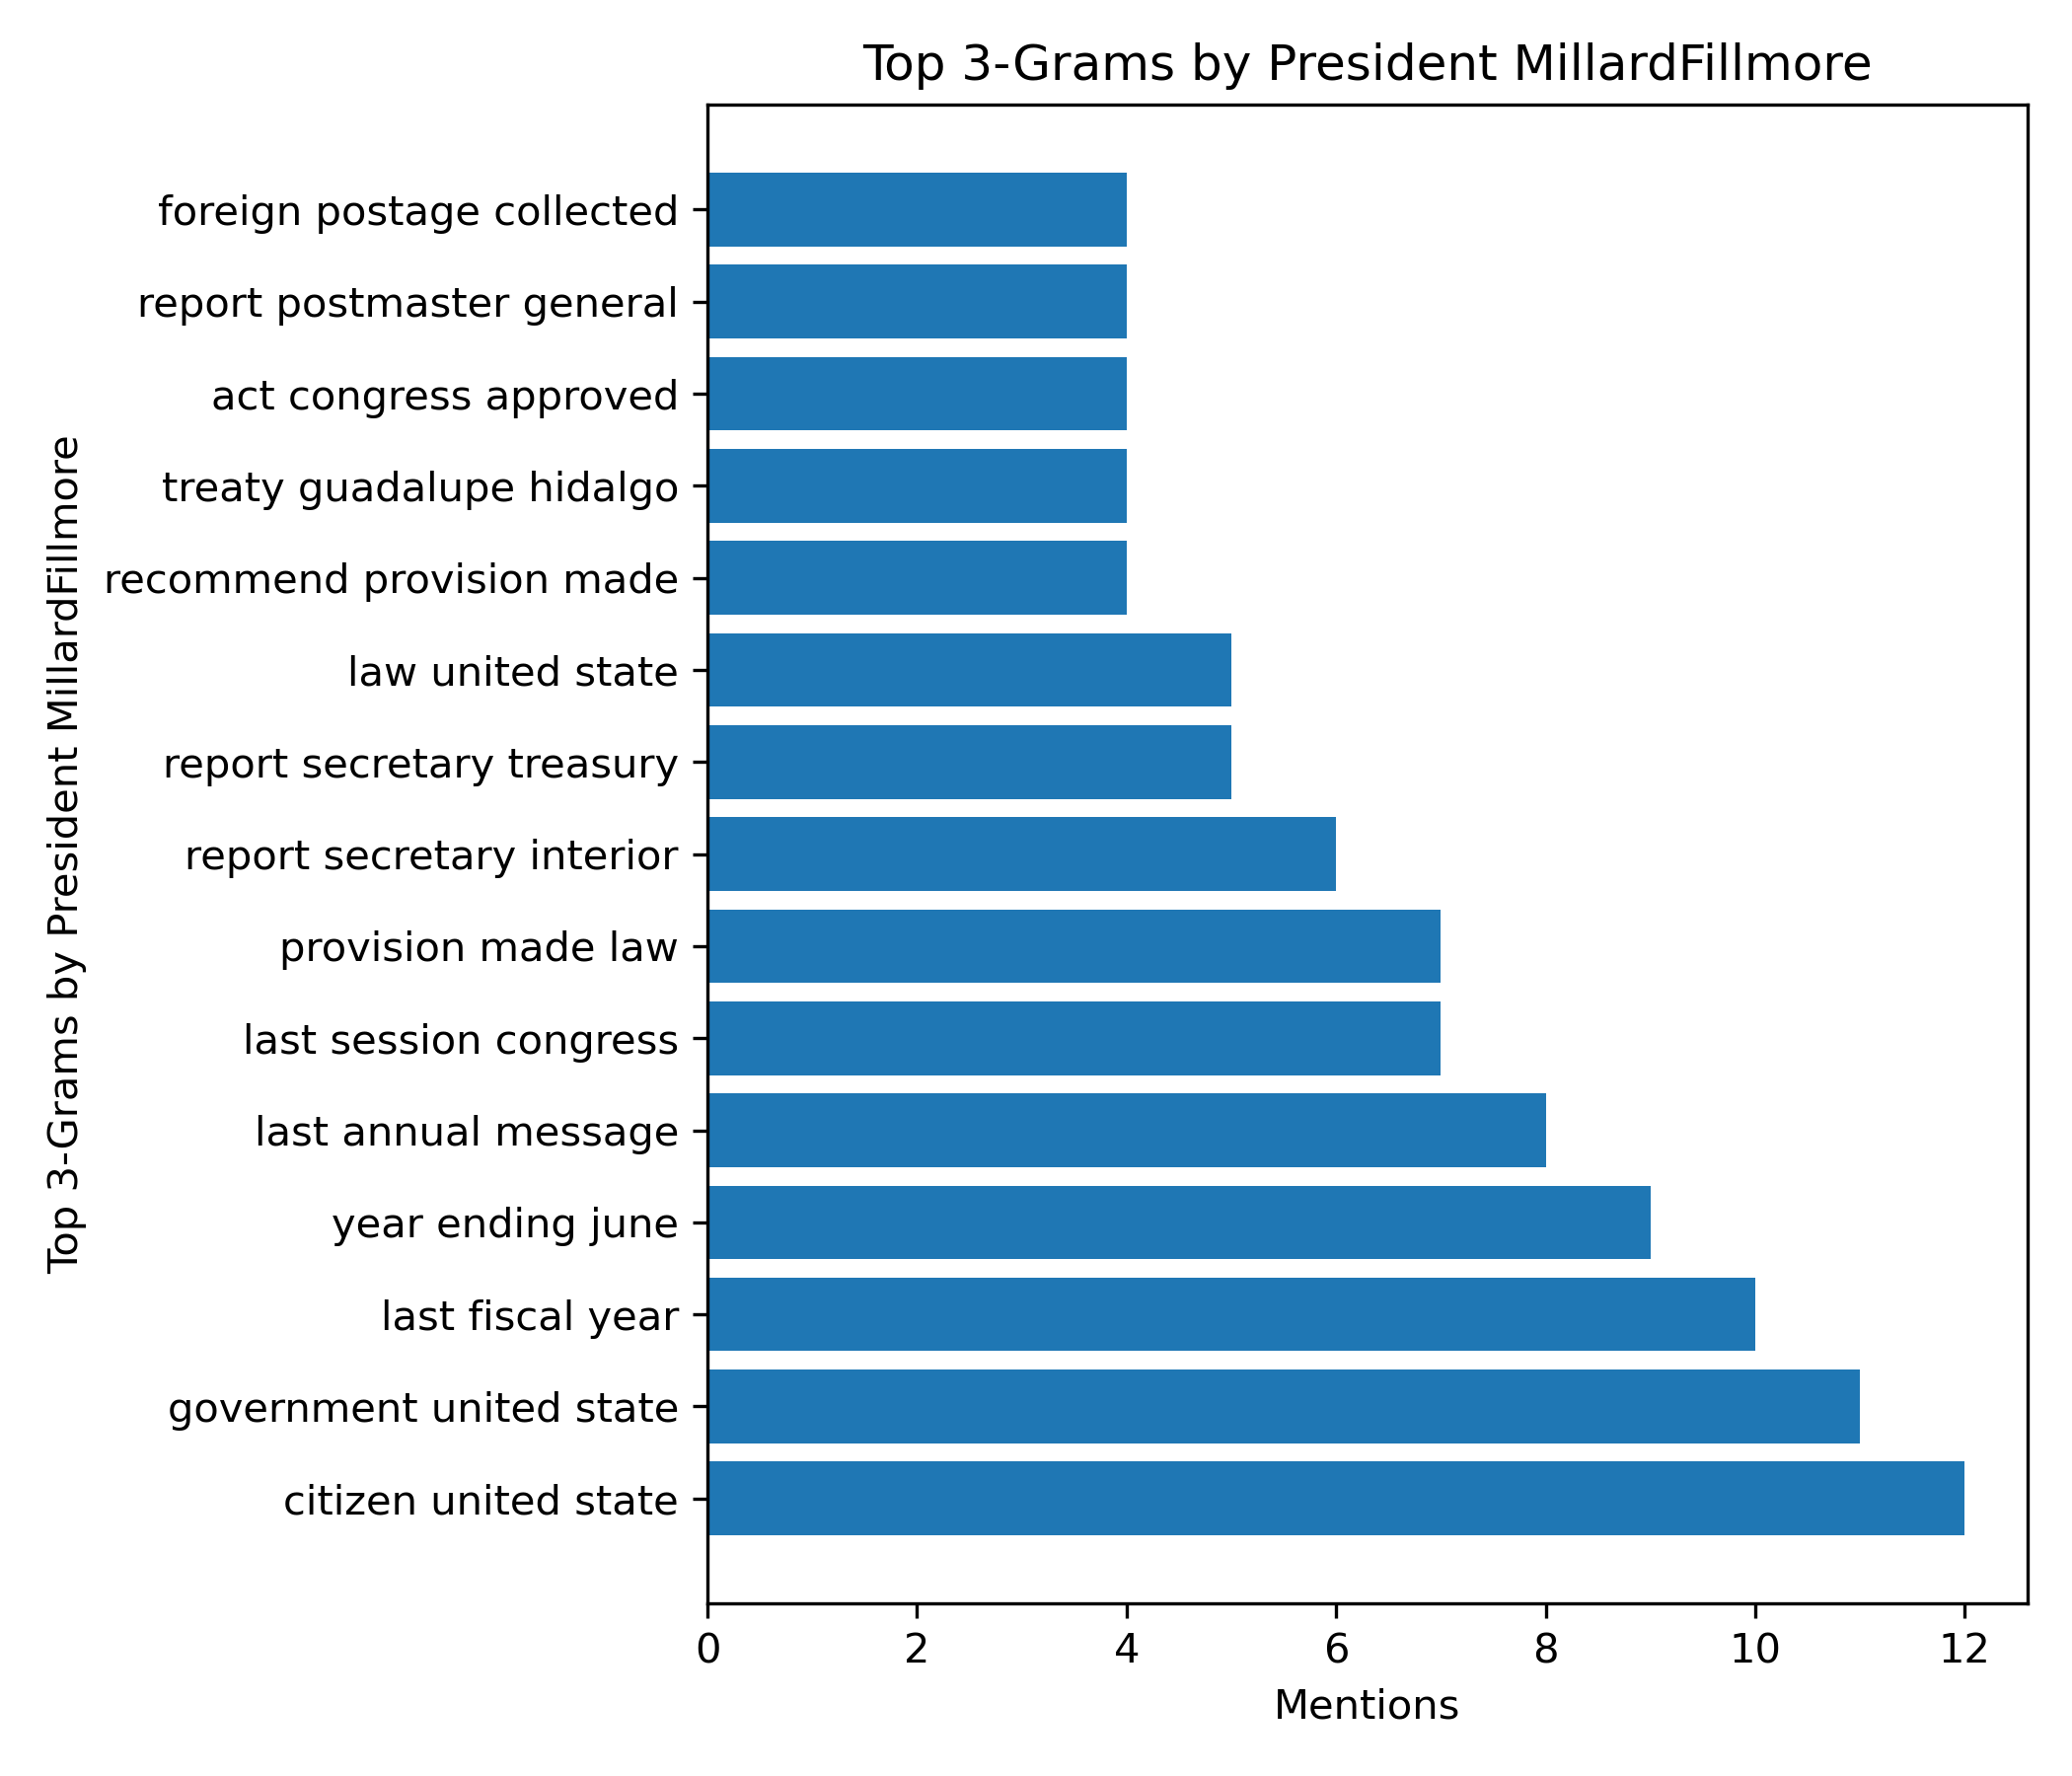 Top 3-Grams by President MillardFillmore
foreign postage collected
report postmaster general
act congress approved
treaty guadalupe hidalgo
recommend provision made
law united state
report secretary treasury
report secretary interior
provision made law
last session congress
last annual message
year ending june
last fiscal year
government united state
citizen united state
Top 3-Grams by President MillardFillmore
0 2 4 6 8 10 12
Mentions